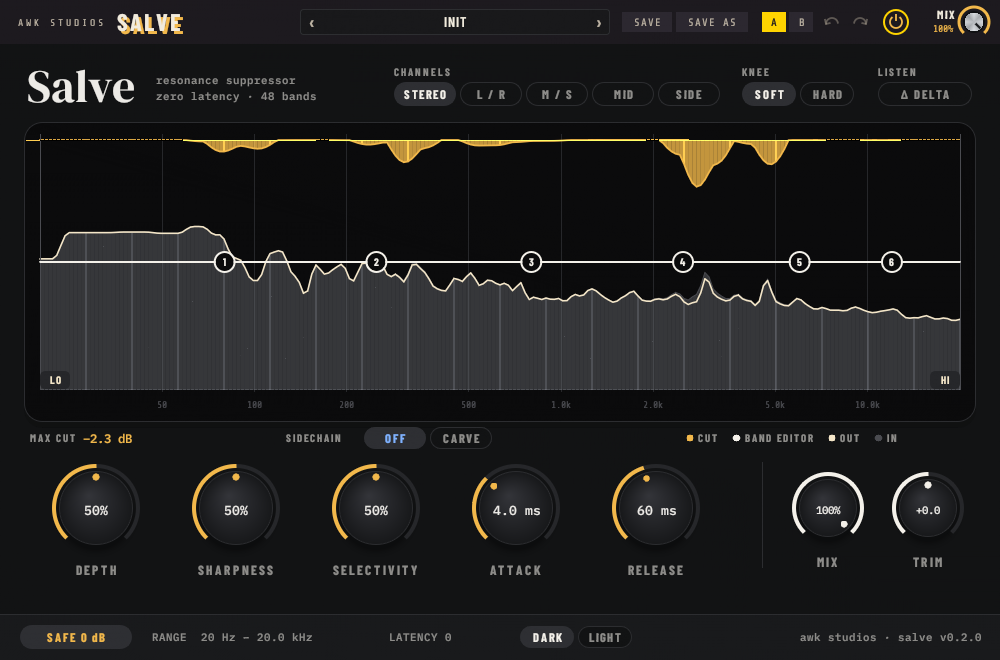 AWK STUDIOS SALVE ‹ INIT › SAVE SAVE AS A B MIX 100%
Salve
resonance suppressor
zero latency · 48 bands
CHANNELS KNEE LISTEN
STEREO L / R M / S MID SIDE SOFT HARD Δ DELTA
1 2 3 4 5 6
LO HI
50 100 200 500 1.0k 2.0k 5.0k 10.0k
MAX CUT −2.3 dB SIDECHAIN OFF CARVE CUT BAND EDITOR OUT IN
50% 50% 50% 4.0 ms 60 ms 100% +0.0
DEPTH SHARPNESS SELECTIVITY ATTACK RELEASE MIX TRIM
SAFE 0 dB RANGE 20 Hz – 20.0 kHz LATENCY 0 DARK LIGHT awk studios · salve v0.2.0